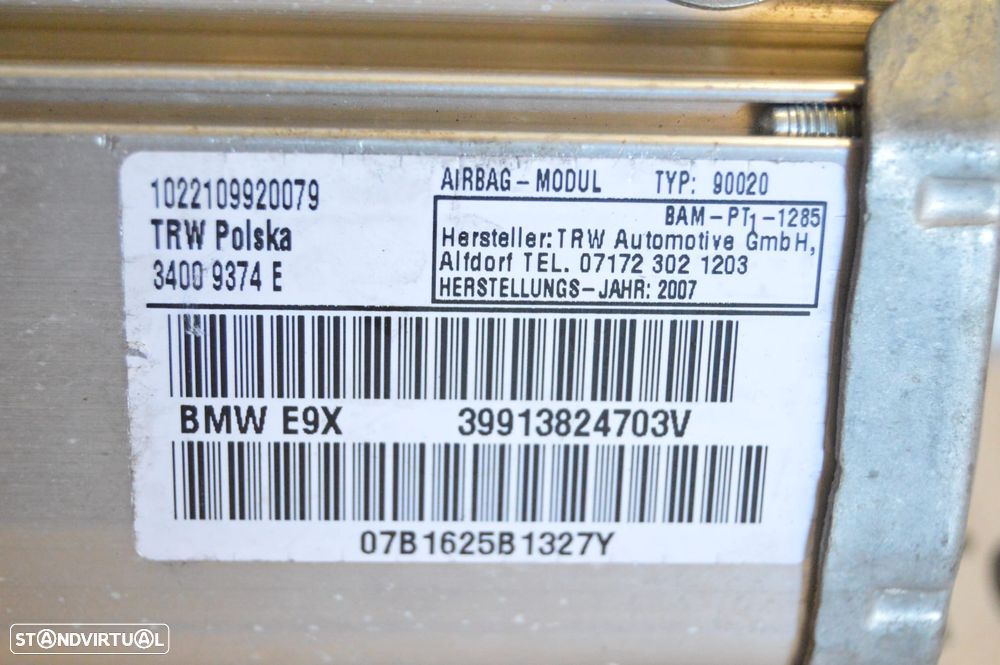 1022109920079
TRW Polska
3400 9374 E
AIRBAG-MODUL TYP: 90020
BAM-PT1-1285
Hersteller: TRW Automotive GmbH,
Alfdorf TEL. 07172 302 1203
HERSTELLUNGS-JAHR: 2007
BMW E9X 39913824703V
07B1625B1327Y
STANDVIRTUAL